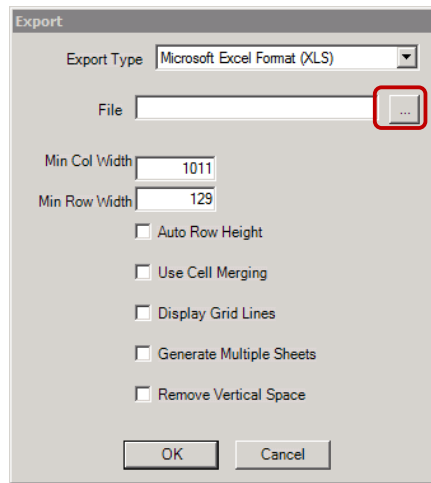 Export
Export Type Microsoft Excel Format (XLS)
File ...
Min Col Width 1011
Min Row Width 129
Auto Row Height
Use Cell Merging
Display Grid Lines
Generate Multiple Sheets
Remove Vertical Space
OK Cancel